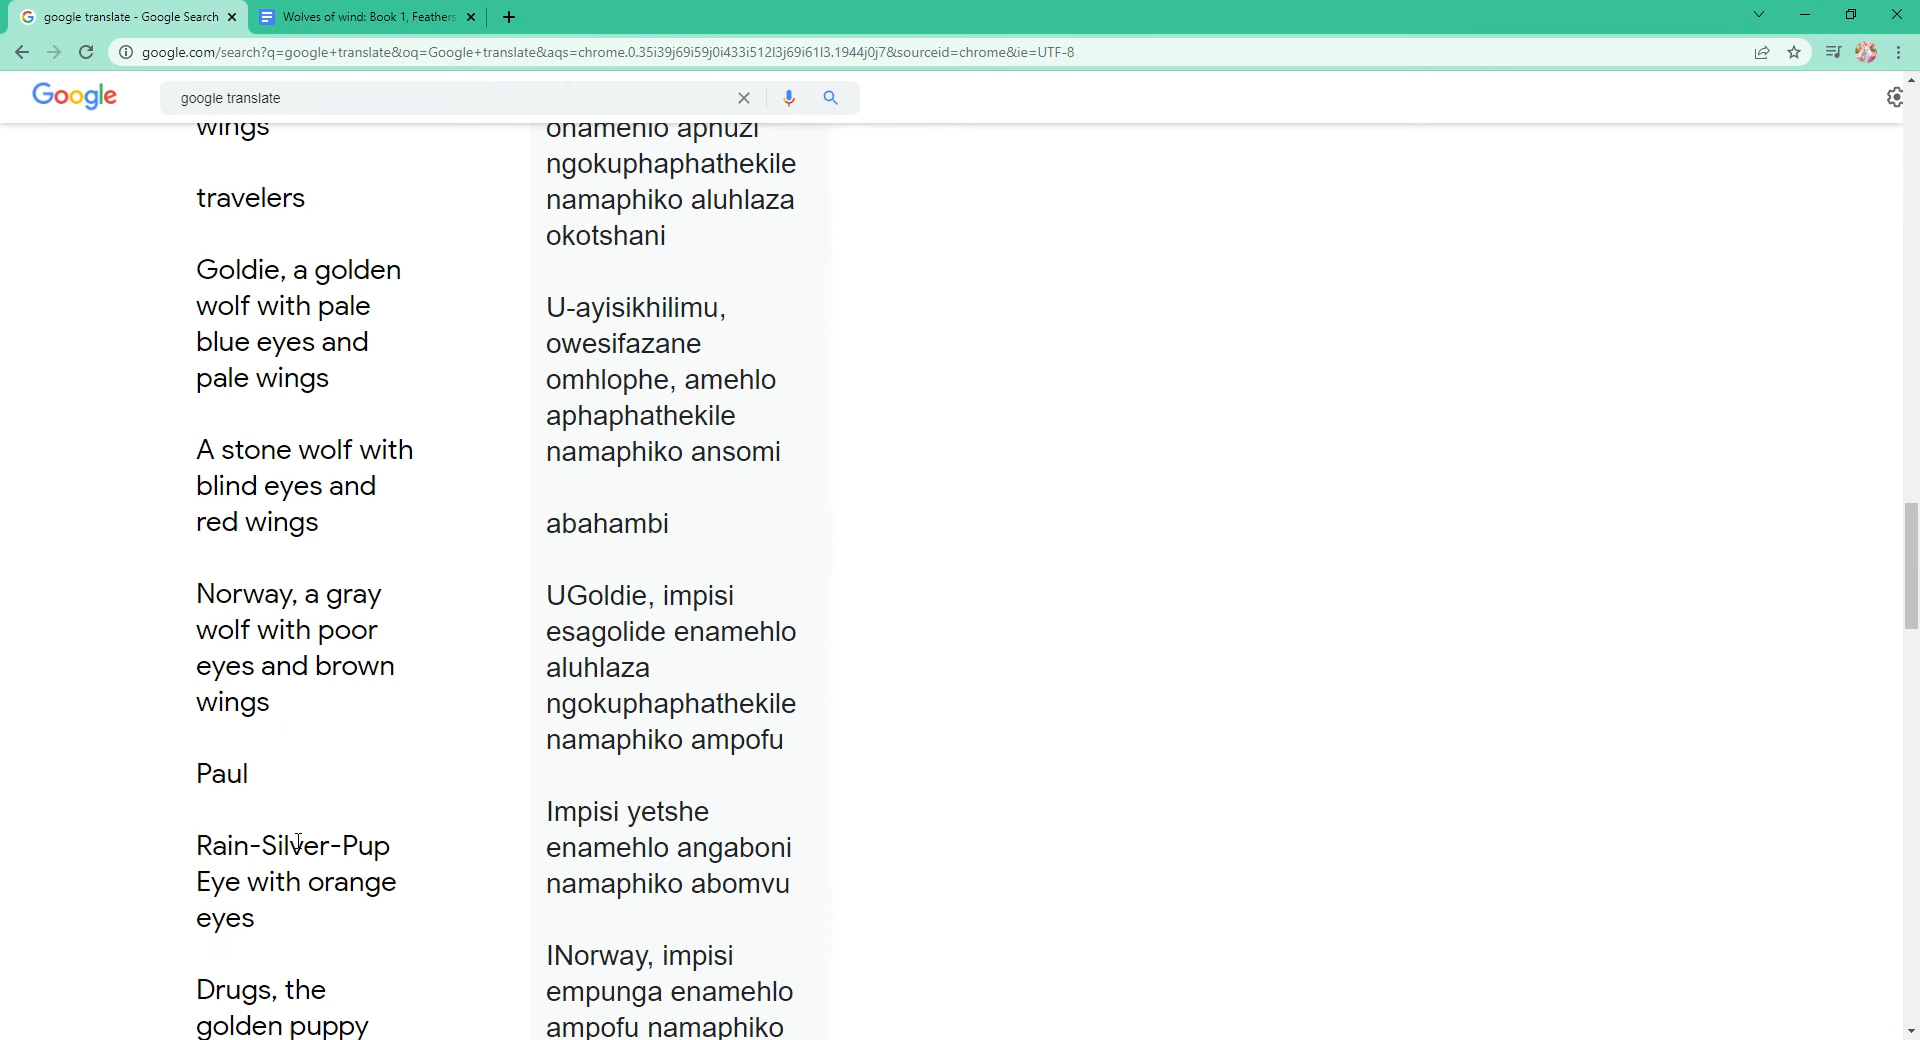 google translate - Google Search
Wolves of wind: Book 1, Feathers
google.com/search?q=google+translate&oq=Google+translate&aqs=chrome.0.35i39j69i59j0i433i512l3j69i61l3.1944j0j7&sourceid=chrome&ie=UTF-8
Google
google translate
wings
travelers
Goldie, a golden
wolf with pale
blue eyes and
pale wings
A stone wolf with
blind eyes and
red wings
Norway, a gray
wolf with poor
eyes and brown
wings
Paul
Rain-Silver-Pup
Eye with orange
eyes
Drugs, the
golden puppy
onamehlo aphuzi
ngokuphaphathekile
namaphiko aluhlaza
okotshani
U-ayisikhilimu,
owesifazane
omhlophe, amehlo
aphaphathekile
namaphiko ansomi
abahambi
UGoldie, impisi
esagolide enamehlo
aluhlaza
ngokuphaphathekile
namaphiko ampofu
Impisi yetshe
enamehlo angaboni
namaphiko abomvu
INorway, impisi
empunga enamehlo
ampofu namaphiko